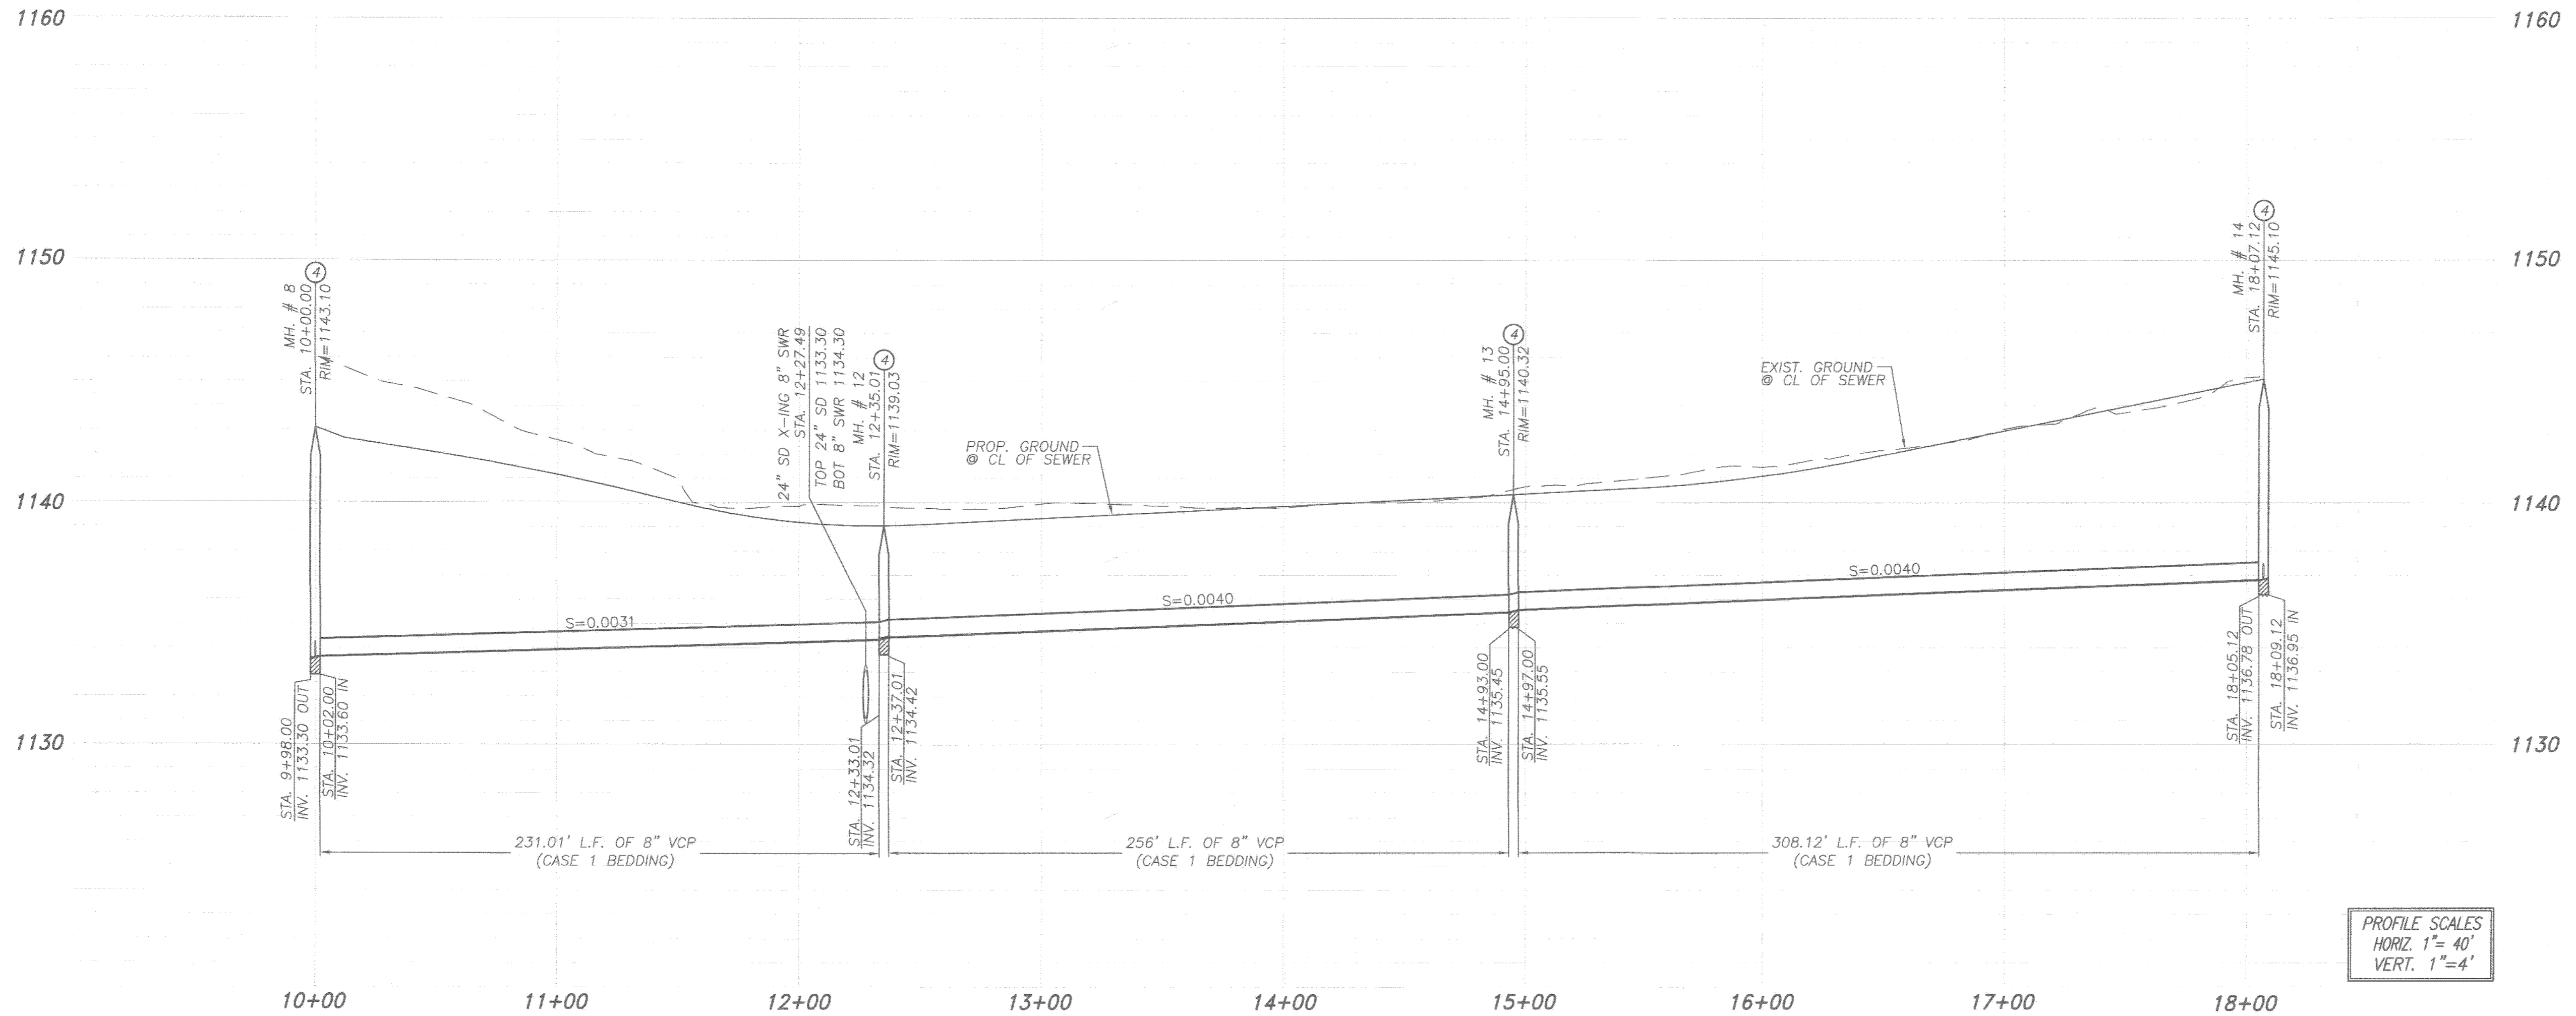 1160
1160
1150
1150
1140
1140
1130
1130
4
MH. # 8
STA. 10+00.00
RIM=1143.10
24" SD X-ING 8" SWR
STA. 12+27.49
TOP 24" SD 1133.30
BOT 8" SWR 1134.30
4
MH. # 12
STA. 12+35.01
RIM=1139.03
PROP. GROUND
@ CL OF SEWER
4
MH. # 13
STA. 14+95.00
RIM=1140.32
EXIST. GROUND
@ CL OF SEWER
4
MH. # 14
STA. 18+07.12
RIM=1145.10
S=0.0031
S=0.0040
S=0.0040
STA. 9+98.00
INV. 1133.30 OUT
STA. 10+02.00
INV. 1133.60 IN
STA. 12+33.01
INV. 1134.32
STA. 12+37.01
INV. 1134.42
STA. 14+93.00
INV. 1135.45
STA. 14+97.00
INV. 1135.55
STA. 18+05.12
INV. 1136.78 OUT
STA. 18+09.12
INV. 1136.95 IN
231.01' L.F. OF 8" VCP
(CASE 1 BEDDING)
256' L.F. OF 8" VCP
(CASE 1 BEDDING)
308.12' L.F. OF 8" VCP
(CASE 1 BEDDING)
PROFILE SCALES
HORIZ. 1"= 40'
VERT. 1"=4'
10+00
11+00
12+00
13+00
14+00
15+00
16+00
17+00
18+00